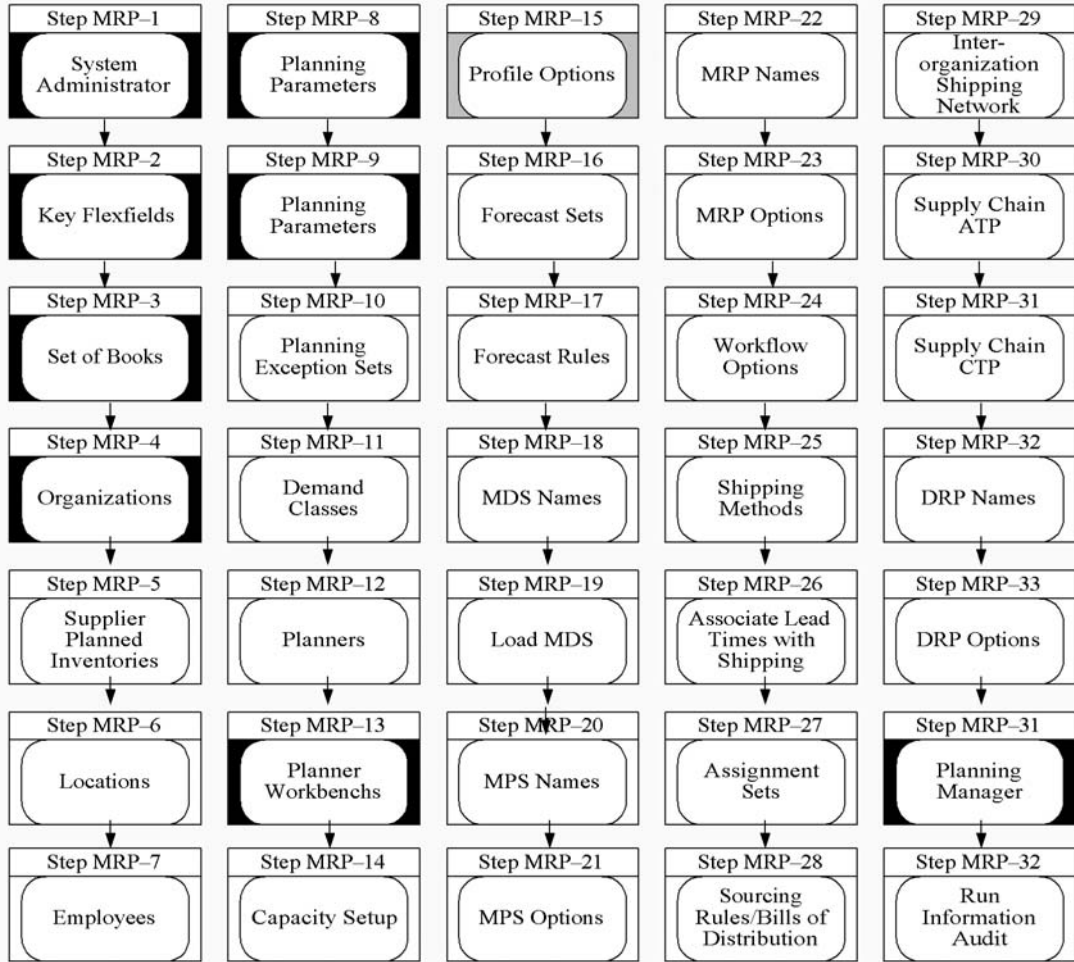 Step MRP–1
System
Administrator
Step MRP–2
Key Flexfields
Step MRP–3
Set of Books
Step MRP–4
Organizations
Step MRP–5
Supplier
Planned
Inventories
Step MRP–6
Locations
Step MRP–7
Employees
Step MRP–8
Planning
Parameters
Step MRP–9
Planning
Parameters
Step MRP–10
Planning
Exception Sets
Step MRP–11
Demand
Classes
Step MRP–12
Planners
Step MRP–13
Planner
Workbenchs
Step MRP–14
Capacity Setup
Step MRP–15
Profile Options
Step MRP–16
Forecast Sets
Step MRP–17
Forecast Rules
Step MRP–18
MDS Names
Step MRP–19
Load MDS
Step MRP–20
MPS Names
Step MRP–21
MPS Options
Step MRP–22
MRP Names
Step MRP–23
MRP Options
Step MRP–24
Workflow
Options
Step MRP–25
Shipping
Methods
Step MRP–26
Associate Lead
Times with
Shipping
Step MRP–27
Assignment
Sets
Step MRP–28
Sourcing
Rules/Bills of
Distribution
Step MRP–29
Inter-
organization
Shipping
Network
Step MRP–30
Supply Chain
ATP
Step MRP–31
Supply Chain
CTP
Step MRP–32
DRP Names
Step MRP–33
DRP Options
Step MRP–31
Planning
Manager
Step MRP–32
Run
Information
Audit